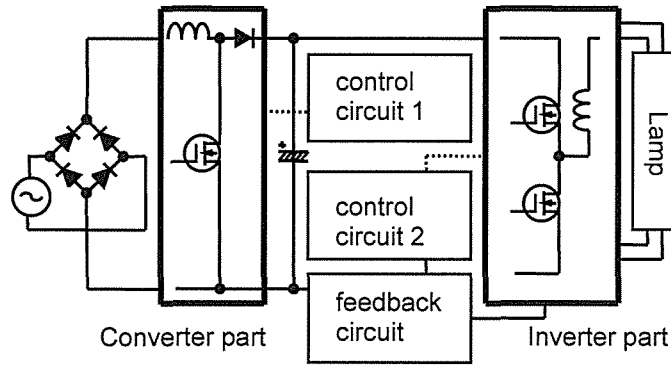 control
circuit 1
control
circuit 2
feedback
circuit
Lamp
Converter part
Inverter part